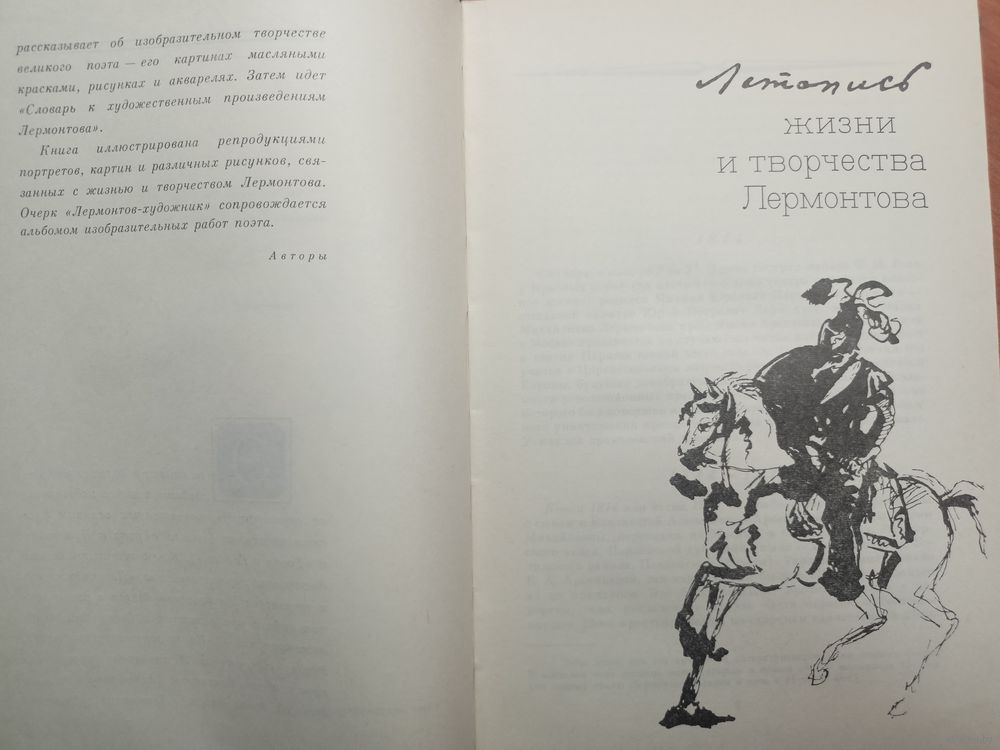 рассказывает об изобразительном творчестве
великого поэта — его картинах масляными
красками, рисунках и акварелях. Затем идет
«Словарь к художественным произведениям
Лермонтова».
Книга иллюстрирована репродукциями
портретов, картин и различных рисунков, свя-
занных с жизнью и творчеством Лермонтова.
Очерк «Лермонтов-художник» сопровождается
альбомом изобразительных работ поэта.
Авторы
Летопись
жизни
и творчества
Лермонтова